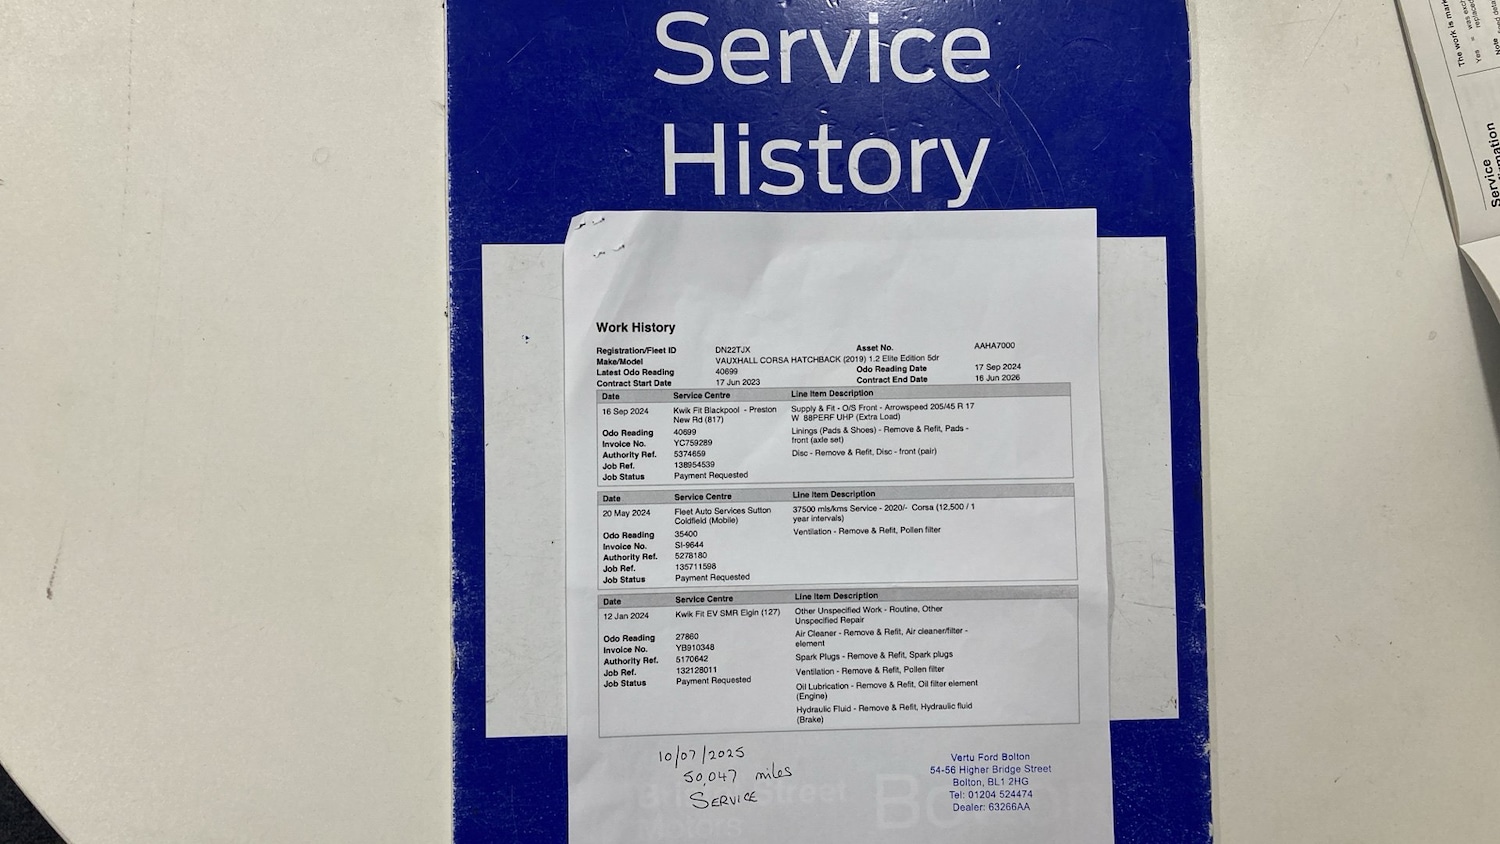 Service
History
Work History
Registration/Fleet ID DN22TJX Asset No. AAHA7000
Make/Model VAUXHALL CORSA HATCHBACK (2019) 1.2 Elite Edition 5dr
Latest Odo Reading 40699 Odo Reading Date 17 Sep 2024
Contract Start Date 17 Jun 2023 Contract End Date 16 Jun 2026
Date Service Centre Line Item Description
16 Sep 2024 Kwik Fit Blackpool - Preston New Rd (817) Supply & Fit - O/S Front - Arrowspeed 205/45 R 17
W 88PERF UHP (Extra Load)
Odo Reading 40699 Linings (Pads & Shoes) - Remove & Refit, Pads -
front (axle set)
Invoice No. YC759289
Authority Ref. 5374659 Disc - Remove & Refit, Disc - front (pair)
Job Ref. 138954539
Job Status Payment Requested
Date Service Centre Line Item Description
20 May 2024 Fleet Auto Services Sutton Coldfield (Mobile) 37500 mls/kms Service - 2020/- Corsa (12,500 / 1
year intervals)
Odo Reading 35400 Ventilation - Remove & Refit, Pollen filter
Invoice No. SI-9644
Authority Ref. 5278180
Job Ref. 135711598
Job Status Payment Requested
Date Service Centre Line Item Description
12 Jan 2024 Kwik Fit EV SMR Elgin (127) Other Unspecified Work - Routine, Other
Unspecified Repair
Odo Reading 27860 Air Cleaner - Remove & Refit, Air cleaner/filter -
element
Invoice No. YB910348
Authority Ref. 5170642 Spark Plugs - Remove & Refit, Spark plugs
Job Ref. 132128011 Ventilation - Remove & Refit, Pollen filter
Job Status Payment Requested Oil Lubrication - Remove & Refit, Oil filter element
(Engine)
Hydraulic Fluid - Remove & Refit, Hydraulic fluid
(Brake)
10/07/2025
50,047 miles
SERVICE
Vertu Ford Bolton
54-56 Higher Bridge Street
Bolton, BL1 2HG
Tel: 01204 524474
Dealer: 63266AA
The work is mark
Yes = was exc
replaced
Note
Service